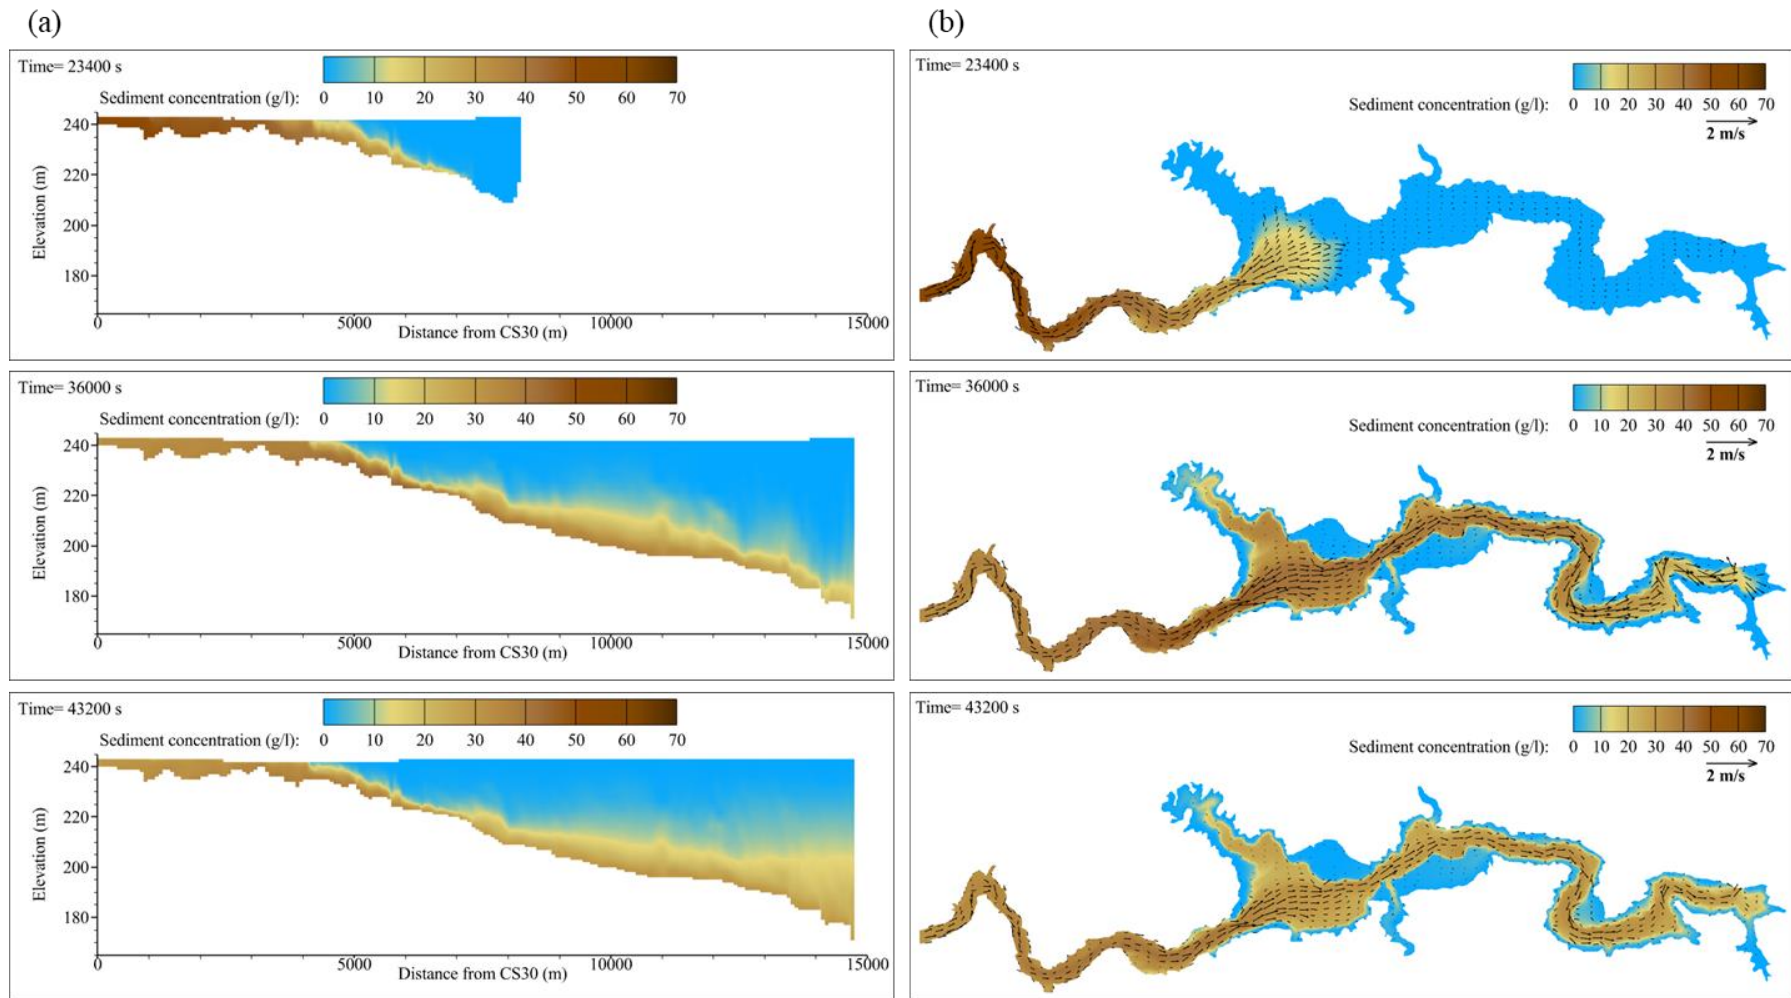 (a)
(b)
Time= 23400 s
Sediment concentration (g/l): 0 10 20 30 40 50 60 70
Elevation (m)
240
220
200
180
0 5000 10000 15000
Distance from CS30 (m)
Time= 23400 s
Sediment concentration (g/l): 0 10 20 30 40 50 60 70
2 m/s
Time= 36000 s
Sediment concentration (g/l): 0 10 20 30 40 50 60 70
Elevation (m)
240
220
200
180
0 5000 10000 15000
Distance from CS30 (m)
Time= 36000 s
Sediment concentration (g/l): 0 10 20 30 40 50 60 70
2 m/s
Time= 43200 s
Sediment concentration (g/l): 0 10 20 30 40 50 60 70
Elevation (m)
240
220
200
180
0 5000 10000 15000
Distance from CS30 (m)
Time= 43200 s
Sediment concentration (g/l): 0 10 20 30 40 50 60 70
2 m/s